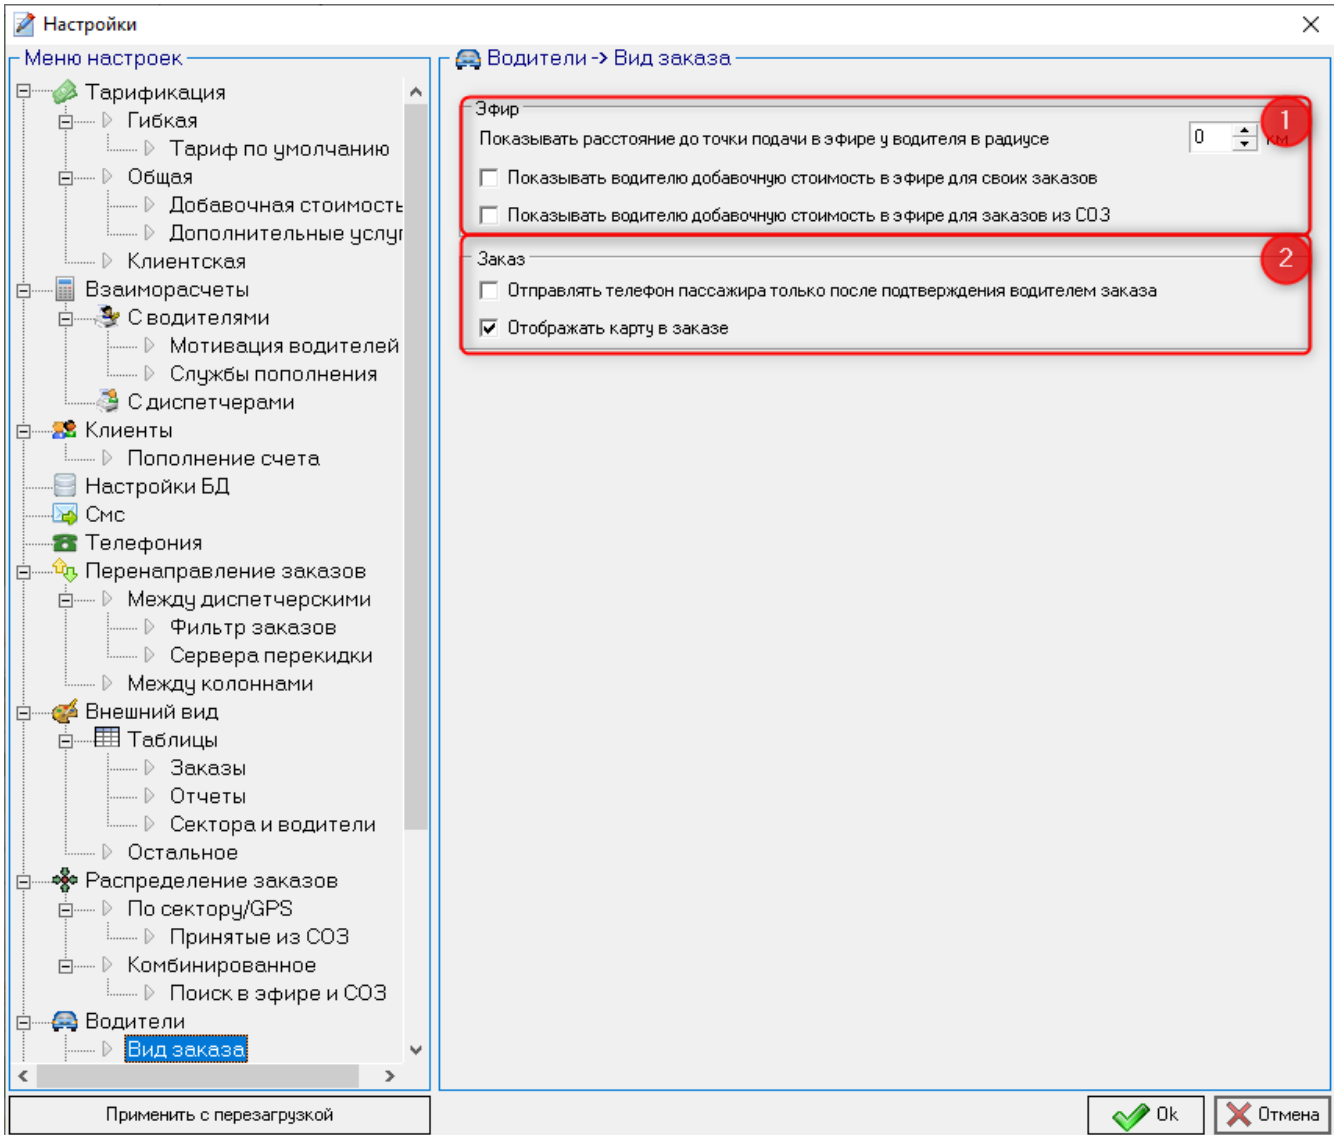 Настройки
Меню настроек
Тарификация
Гибкая
Тариф по умолчанию
Общая
Добавочная стоимость
Дополнительные услуг
Клиентская
Взаиморасчеты
С водителями
Мотивация водителей
Службы пополнения
С диспетчерами
Клиенты
Пополнение счета
Настройки БД
Смс
Телефония
Перенаправление заказов
Между диспетчерскими
Фильтр заказов
Сервера перекидки
Между колоннами
Внешний вид
Таблицы
Заказы
Отчеты
Сектора и водители
Остальное
Распределение заказов
По сектору/GPS
Принятые из СОЗ
Комбинированное
Поиск в эфире и СОЗ
Водители
Вид заказа
Применить с перезагрузкой
Водители -> Вид заказа
Эфир
1
Показывать расстояние до точки подачи в эфире у водителя в радиусе 0 км
Показывать водителю добавочную стоимость в эфире для своих заказов
Показывать водителю добавочную стоимость в эфире для заказов из СОЗ
Заказ
2
Отправлять телефон пассажира только после подтверждения водителем заказа
Отображать карту в заказе
Ok
Отмена